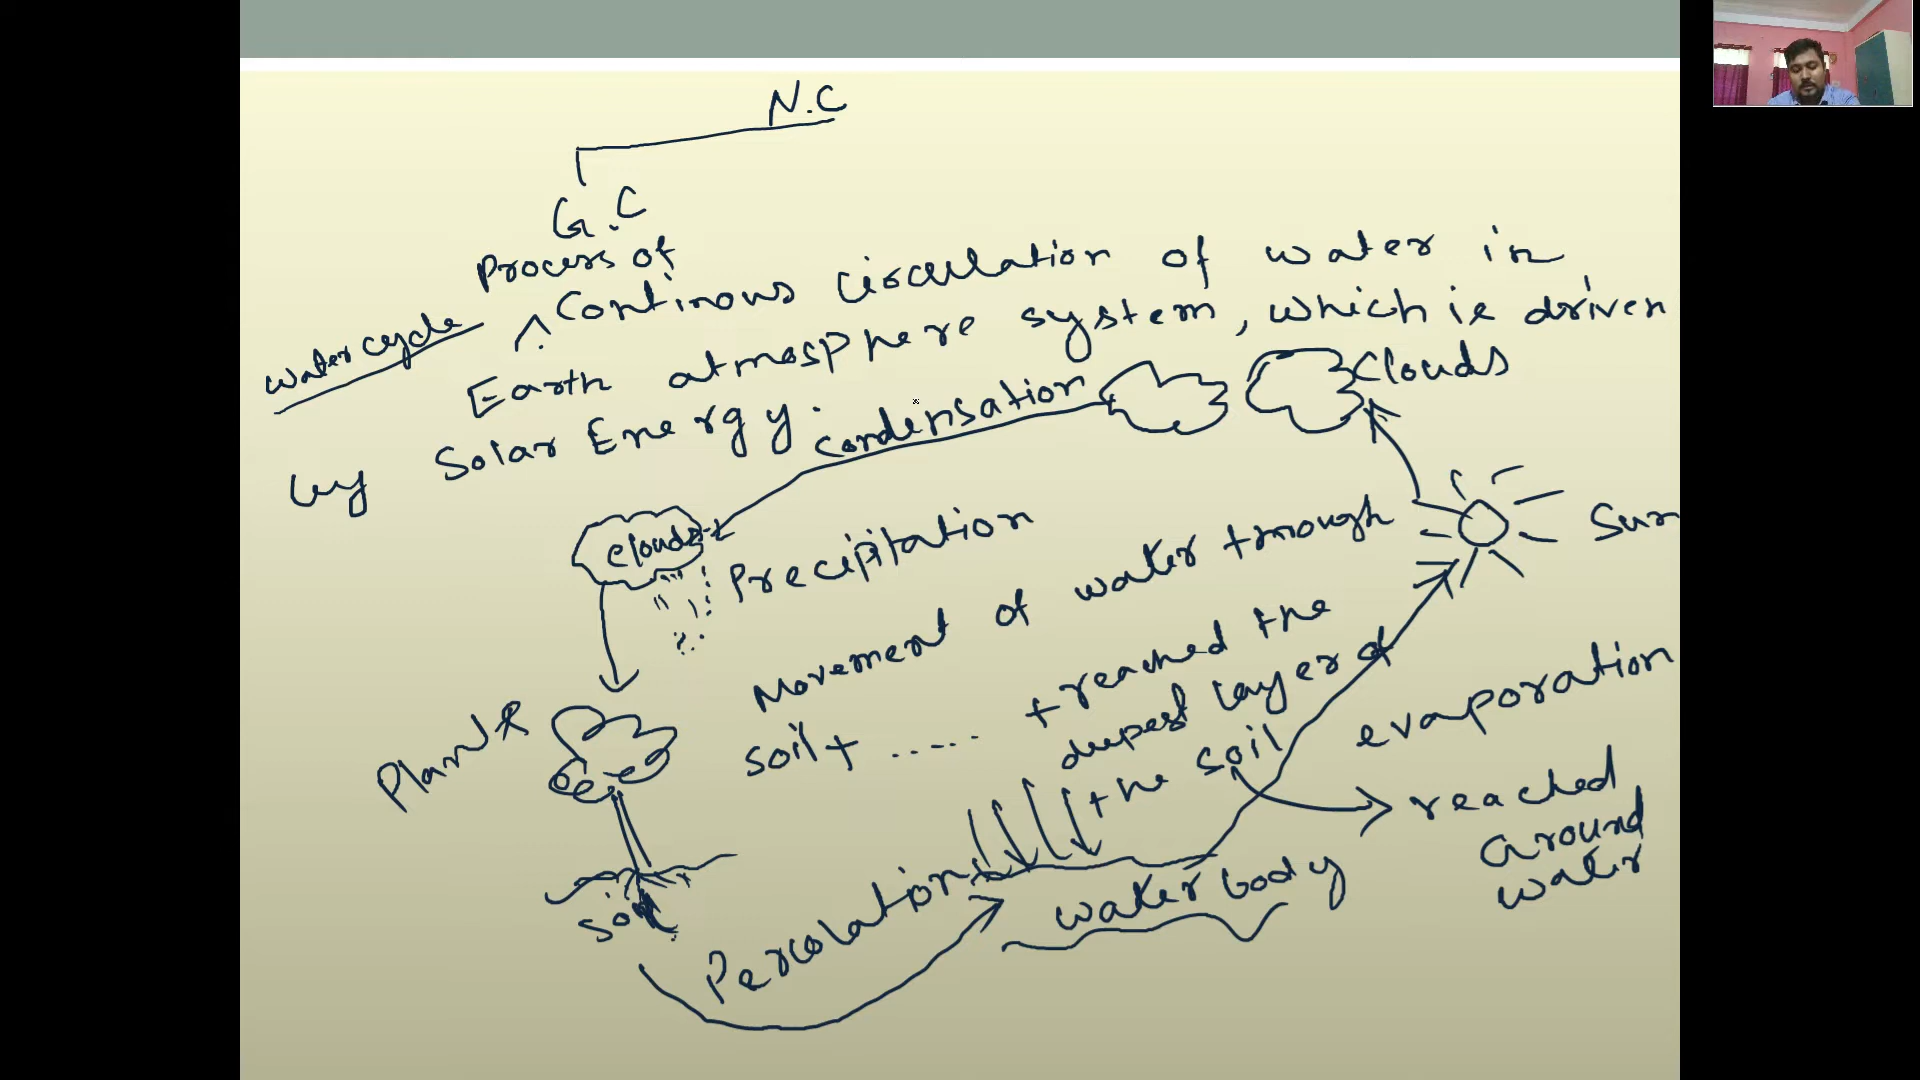 N.C
G.C
Process of
water cycle
^ Continous circulation of water in
Earth atmosphere system, which is driven
by Solar Energy.
condensation
clouds
clouds
Precipitation
Sun
Movement of water through
soil + ...... + reached the
deepest layer of
the soil
evaporation
Plant
reached
around
water
soil
Percolation
water body